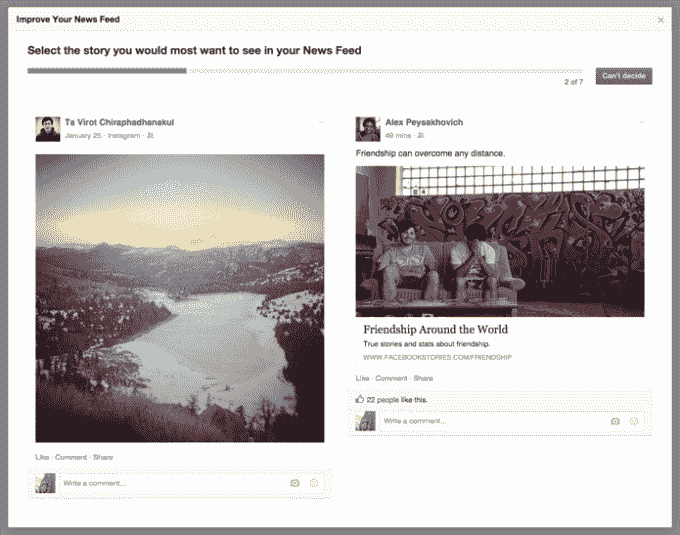 Improve Your News Feed
Select the story you would most want to see in your News Feed
2 of 7
Can't decide
Ta Virot Chiraphadhanakul
January 25 · Instagram ·
Like · Comment · Share
Write a comment...
Alex Peysakhovich
49 mins ·
Friendship can overcome any distance.
Friendship Around the World
True stories and stats about friendship.
WWW.FACEBOOKSTORIES.COM/FRIENDSHIP
Like · Comment · Share
22 people like this.
Write a comment...